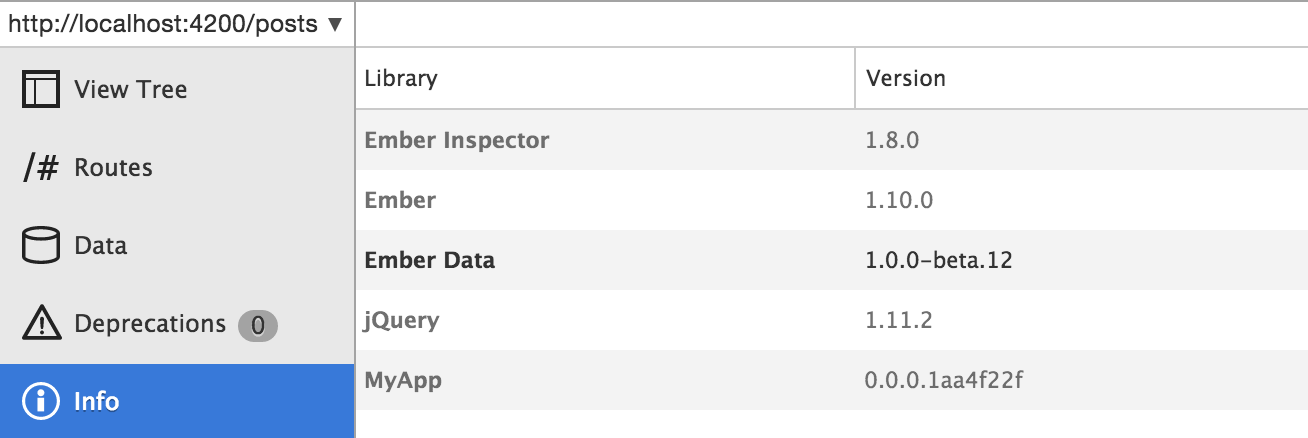 http://localhost:4200/posts ▼
View Tree
/# Routes
Data
Deprecations 0
Info
Library Version
Ember Inspector 1.8.0
Ember 1.10.0
Ember Data 1.0.0-beta.12
jQuery 1.11.2
MyApp 0.0.0.1aa4f22f